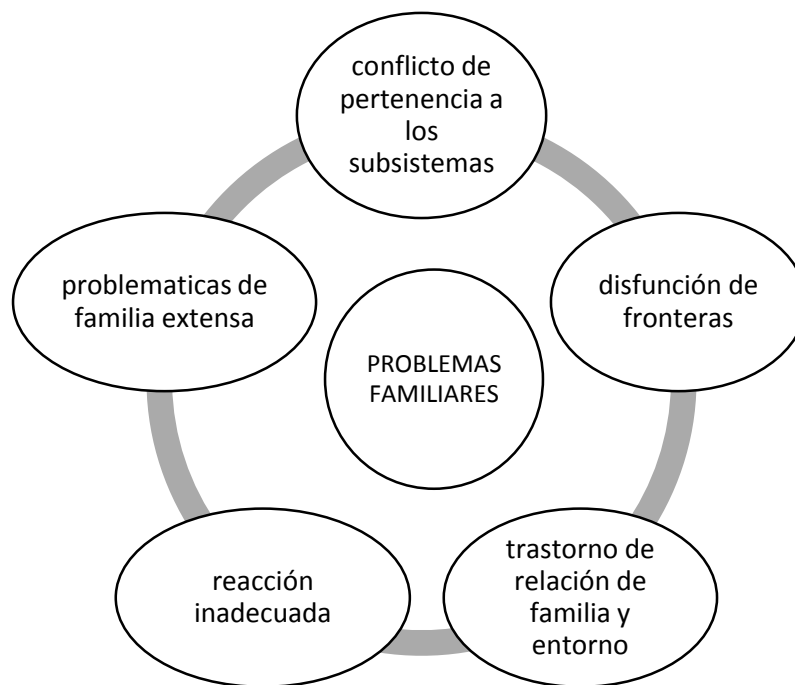 conflicto de
pertenencia a
los
subsistemas
disfunción de
fronteras
trastorno de
relación de
familia y
entorno
reacción
inadecuada
problematicas de
familia extensa
PROBLEMAS
FAMILIARES